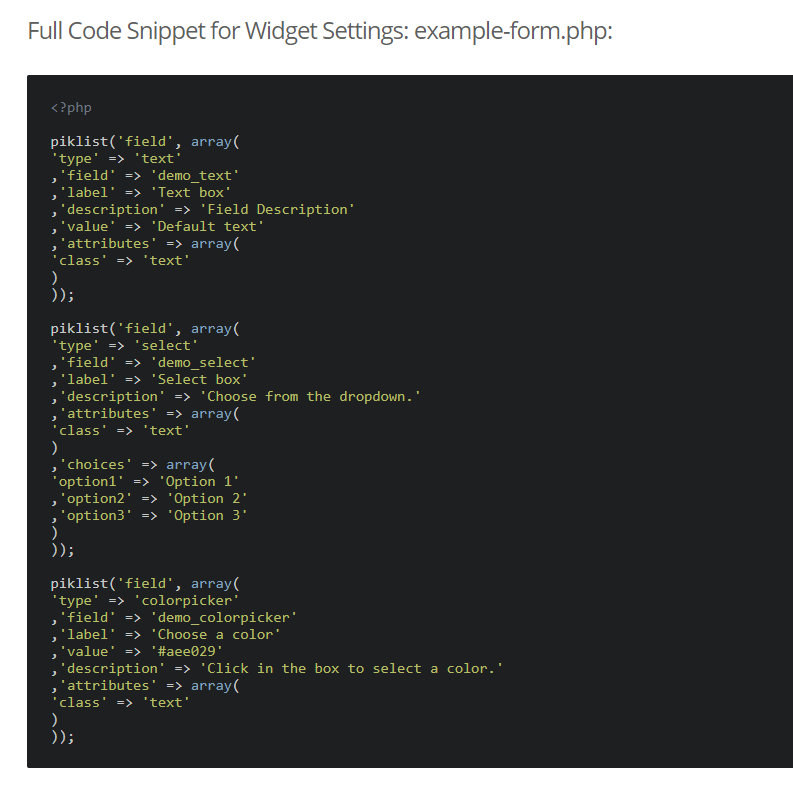 Full Code Snippet for Widget Settings: example-form.php:
<?php
piklist('field', array(
'type' => 'text'
,'field' => 'demo_text'
,'label' => 'Text box'
,'description' => 'Field Description'
,'value' => 'Default text'
,'attributes' => array(
'class' => 'text'
)
));
piklist('field', array(
'type' => 'select'
,'field' => 'demo_select'
,'label' => 'Select box'
,'description' => 'Choose from the dropdown.'
,'attributes' => array(
'class' => 'text'
)
,'choices' => array(
'option1' => 'Option 1'
,'option2' => 'Option 2'
,'option3' => 'Option 3'
)
));
piklist('field', array(
'type' => 'colorpicker'
,'field' => 'demo_colorpicker'
,'label' => 'Choose a color'
,'value' => '#aee029'
,'description' => 'Click in the box to select a color.'
,'attributes' => array(
'class' => 'text'
)
));